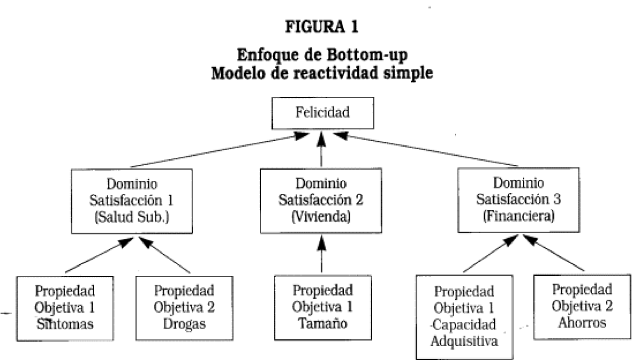 FIGURA 1
Enfoque de Bottom-up
Modelo de reactividad simple
Felicidad
Dominio
Satisfacción 1
(Salud Sub.)
Dominio
Satisfacción 2
(Vivienda)
Dominio
Satisfacción 3
(Financiera)
Propiedad
Objetiva 1
Síntomas
Propiedad
Objetiva 2
Drogas
Propiedad
Objetiva 1
Tamaño
Propiedad
Objetiva 1
Capacidad
Adquisitiva
Propiedad
Objetiva 2
Ahorros